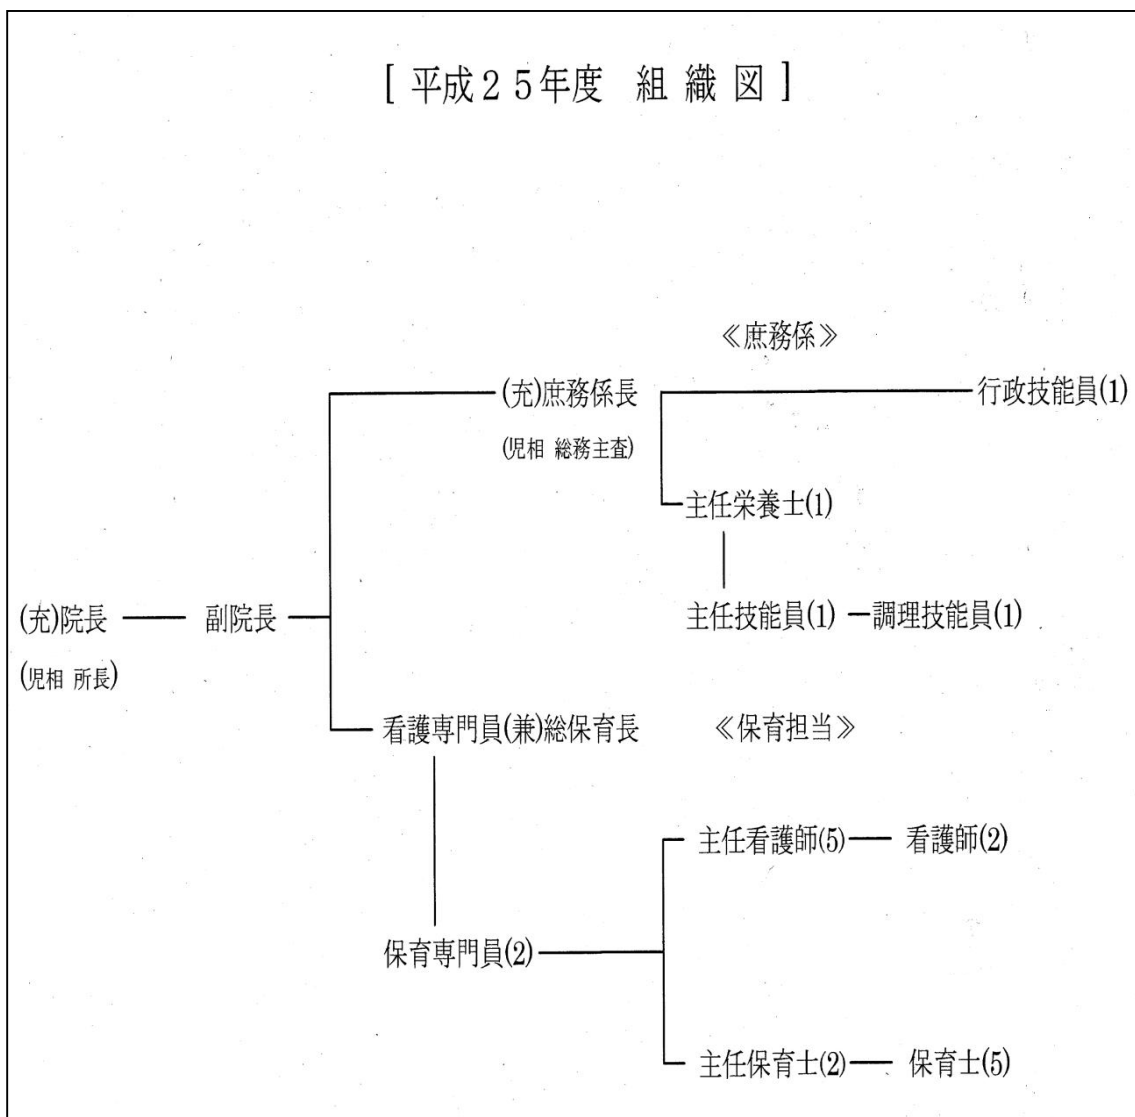 [ 平成２５年度 組 織 図 ]
≪庶務係≫
(充)庶務係長
行政技能員(1)
(児相 総務主査)
主任栄養士(1)
(充)院長
副院長
主任技能員(1)
調理技能員(1)
(児相 所長)
看護専門員(兼)総保育長
≪保育担当≫
主任看護師(5)
看護師(2)
保育専門員(2)
主任保育士(2)
保育士(5)